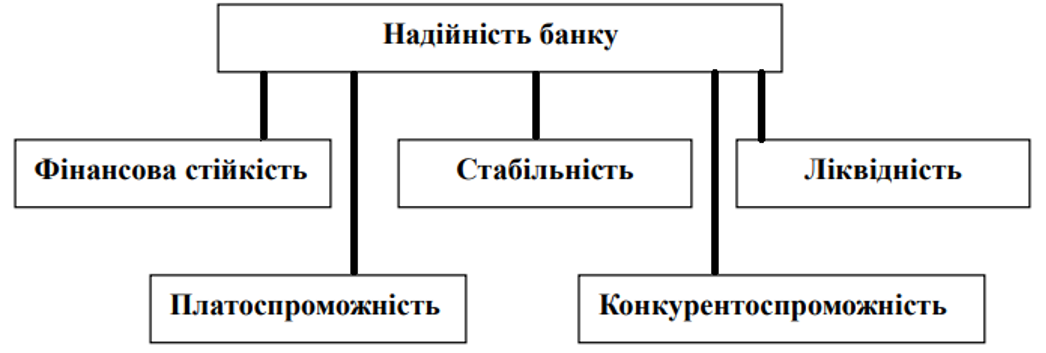 Надійність банку
Фінансова стійкість
Стабільність
Ліквідність
Платоспроможність
Конкурентоспроможність